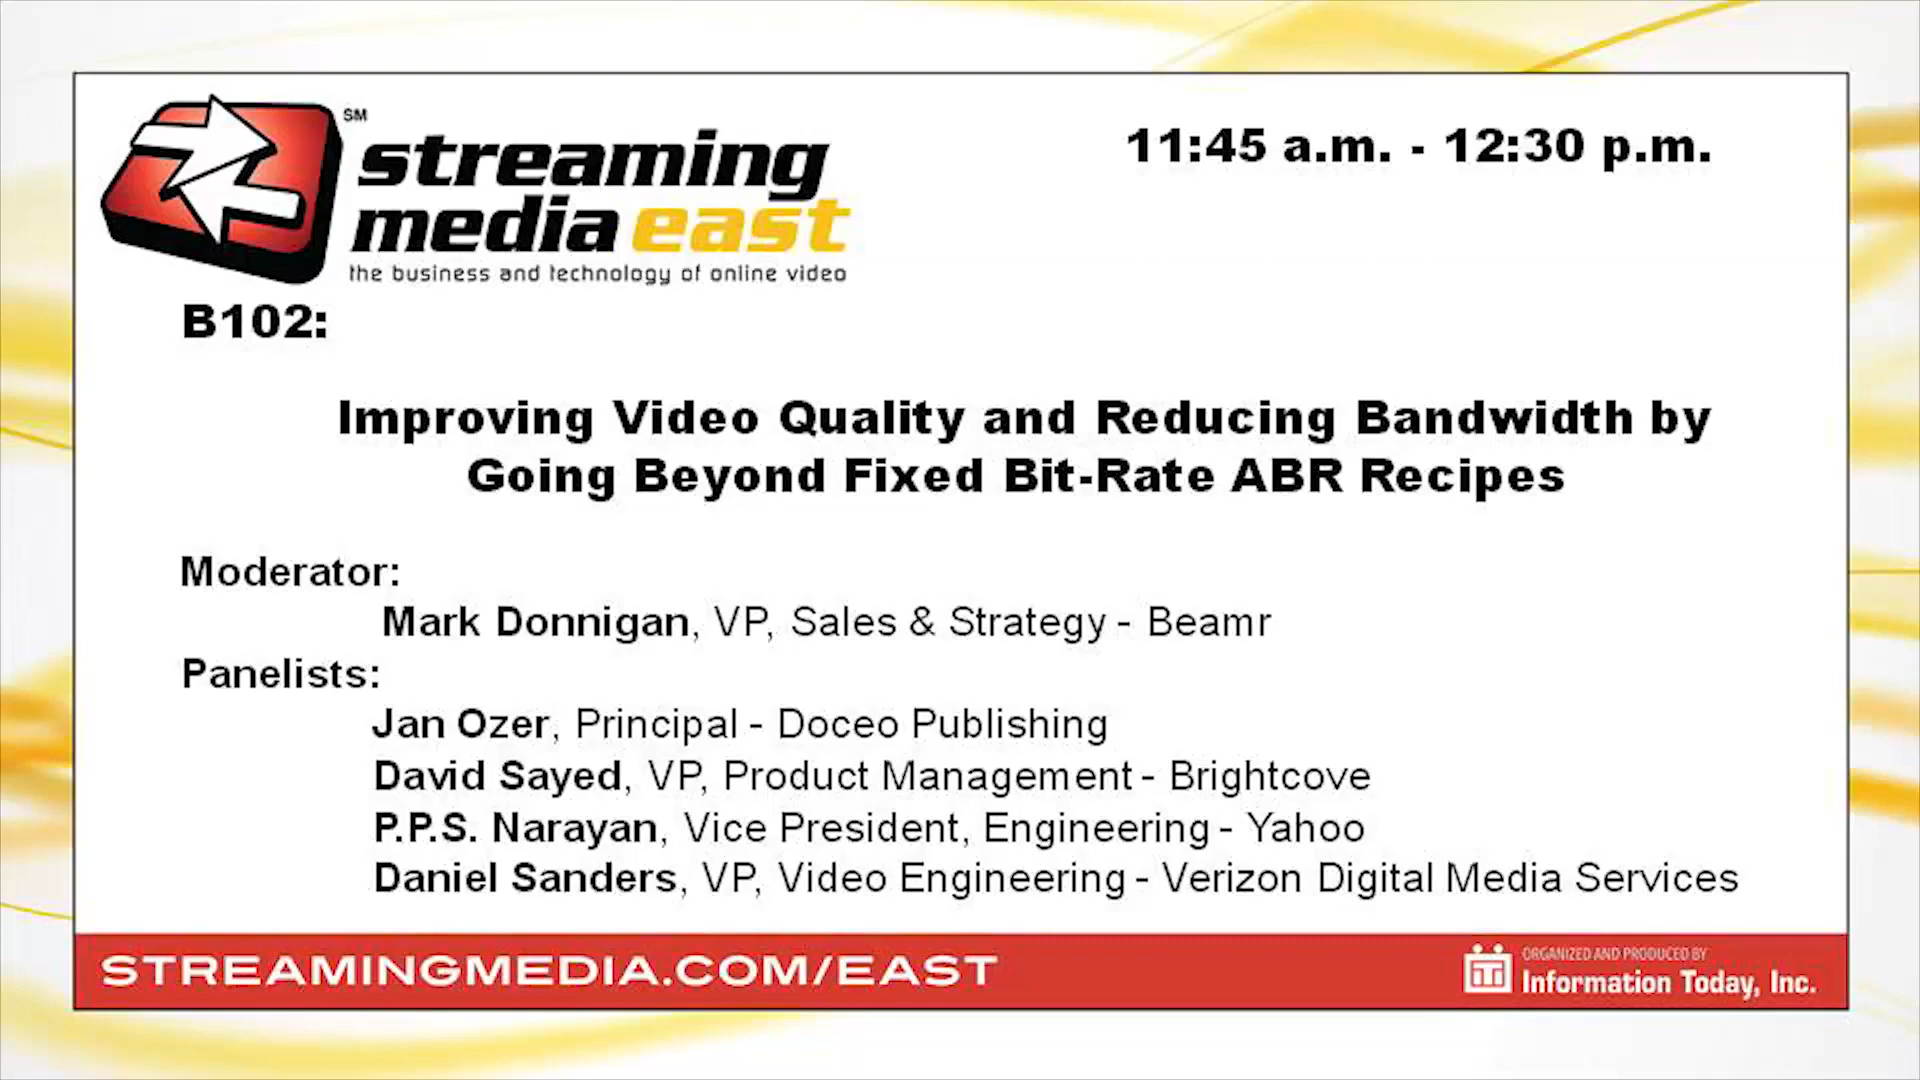 SM
streaming
media east
the business and technology of online video
11:45 a.m. - 12:30 p.m.
B102:
Improving Video Quality and Reducing Bandwidth by
Going Beyond Fixed Bit-Rate ABR Recipes
Moderator:
Mark Donnigan, VP, Sales & Strategy - Beamr
Panelists:
Jan Ozer, Principal - Doceo Publishing
David Sayed, VP, Product Management - Brightcove
P.P.S. Narayan, Vice President, Engineering - Yahoo
Daniel Sanders, VP, Video Engineering - Verizon Digital Media Services
STREAMINGMEDIA.COM/EAST
iti
ORGANIZED AND PRODUCED BY
Information Today, Inc.